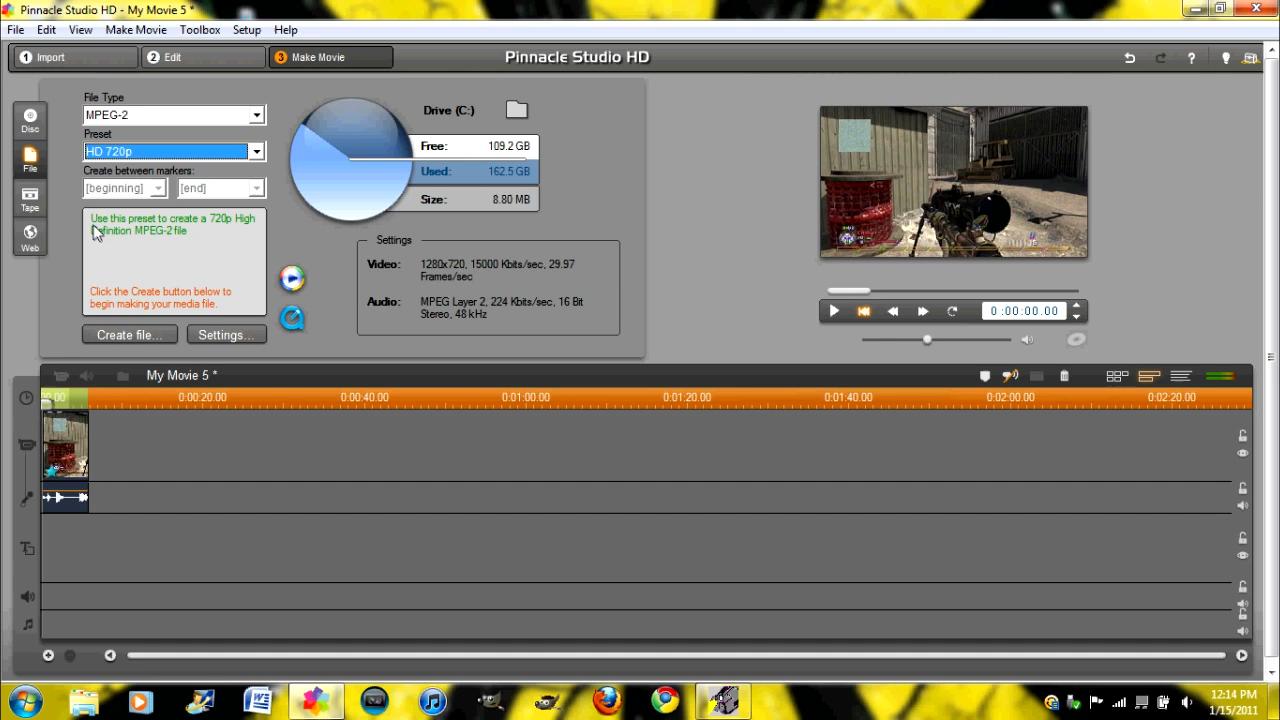 Pinnacle Studio HD - My Movie 5 *
File Edit View Make Movie Toolbox Setup Help
1 Import 2 Edit 3 Make Movie Pinnacle Studio HD ?
Disc
File
Tape
Web
File Type
MPEG-2
Preset
HD 720p
Create between markers:
[beginning] [end]
Use this preset to create a 720p High
Definition MPEG-2 file
Click the Create button below to
begin making your media file.
Create file... Settings...
Drive (C:)
Free: 109.2 GB
Used: 162.5 GB
Size: 8.80 MB
Settings
Video: 1280x720, 15000 Kbits/sec, 29.97
Frames/sec
Audio: MPEG Layer 2, 224 Kbits/sec, 16 Bit
Stereo, 48 kHz
0:00:00.00
My Movie 5 *
00.00 0:00:20.00 0:00:40.00 0:01:00.00 0:01:20.00 0:01:40.00 0:02:00.00 0:02:20.00
12:14 PM
1/15/2011